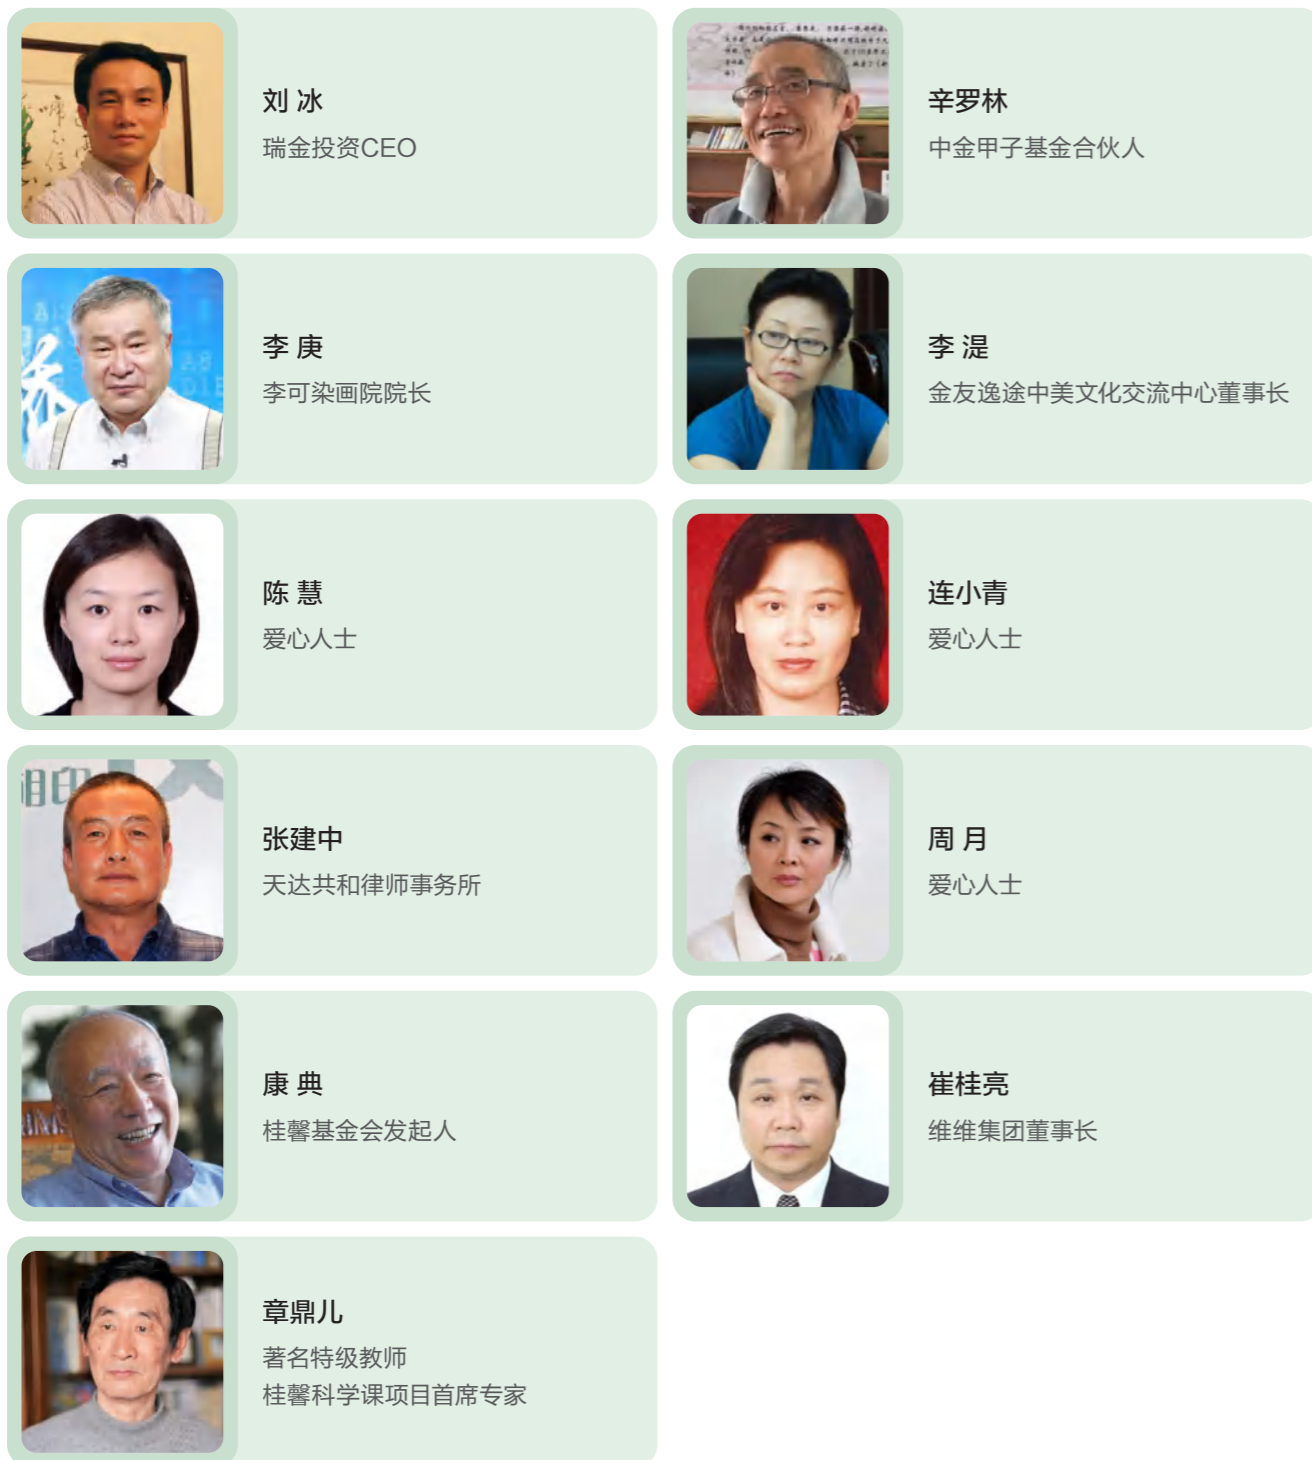 刘 冰
瑞金投资CEO
辛罗林
中金甲子基金合伙人
李 庚
李可染画院院长
李 湜
金友逸途中美文化交流中心董事长
陈 慧
爱心人士
连小青
爱心人士
张建中
天达共和律师事务所
周 月
爱心人士
康 典
桂馨基金会发起人
崔桂亮
维维集团董事长
章鼎儿
著名特级教师
桂馨科学课项目首席专家